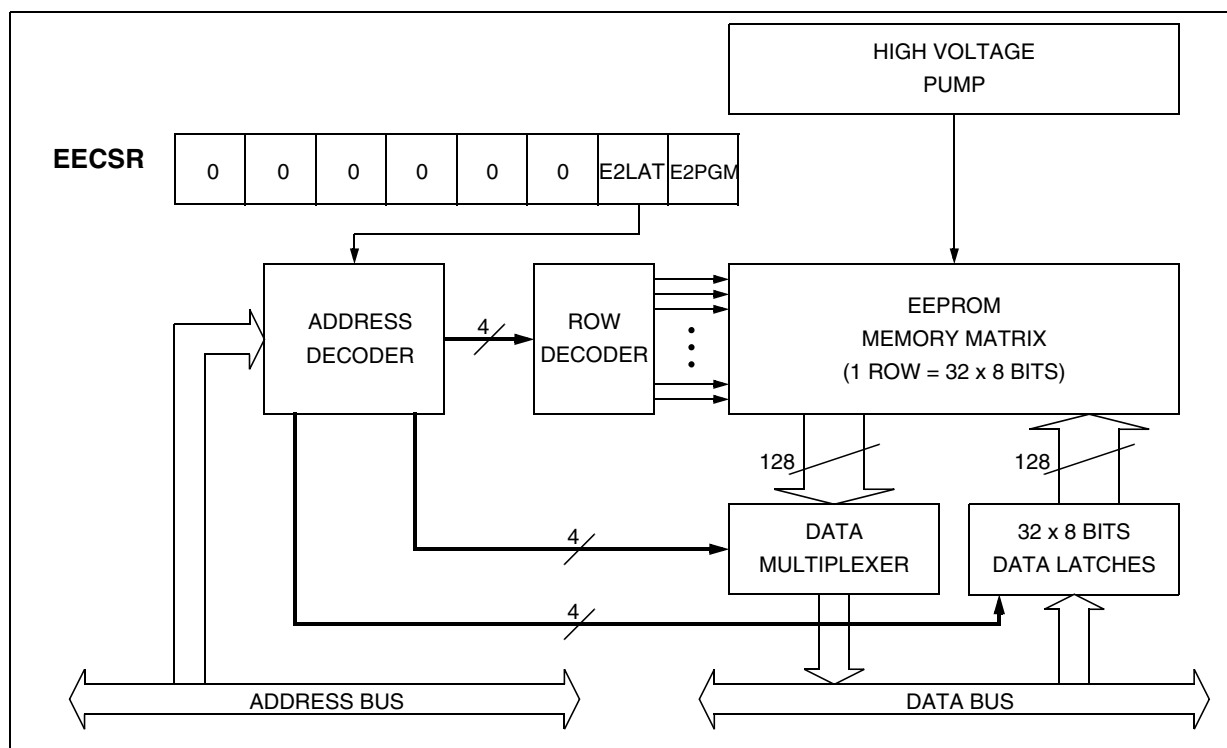 HIGH VOLTAGE
PUMP
EECSR
0 0 0 0 0 0 E2LAT E2PGM
ADDRESS
DECODER
4
ROW
DECODER
EEPROM
MEMORY MATRIX
(1 ROW = 32 x 8 BITS)
128
128
4
DATA
MULTIPLEXER
32 x 8 BITS
DATA LATCHES
4
ADDRESS BUS
DATA BUS